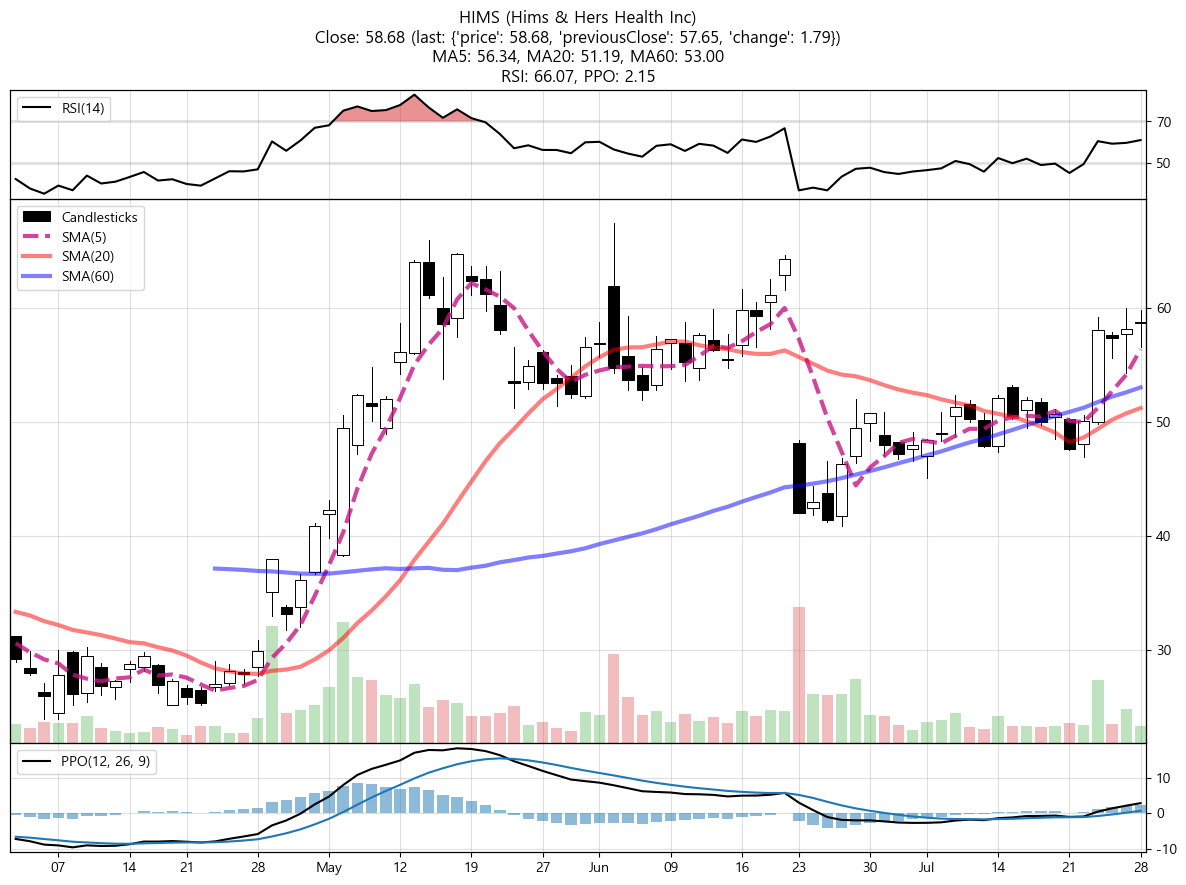 HIMS (Hims & Hers Health Inc)
Close: 58.68 (last: {'price': 58.68, 'previousClose': 57.65, 'change': 1.79})
MA5: 56.34, MA20: 51.19, MA60: 53.00
RSI: 66.07, PPO: 2.15
RSI(14)
70
50
Candlesticks
SMA(5)
SMA(20)
SMA(60)
60
50
40
30
PPO(12, 26, 9)
10
0
-10
07 14 21 28 May 12 19 27 Jun 09 16 23 30 Jul 14 21 28